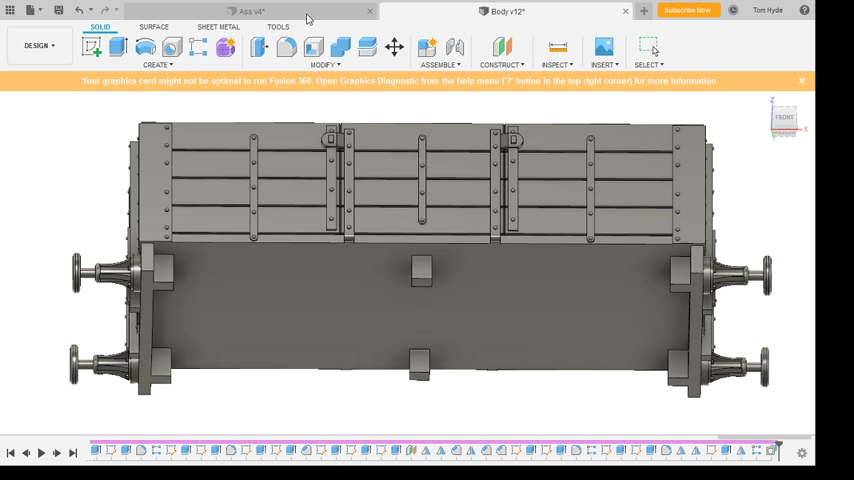 Ass v4*
Body v12*
Subscribe Now
Tom Hyde
SOLID
SURFACE
SHEET METAL
TOOLS
DESIGN
CREATE
MODIFY
ASSEMBLE
CONSTRUCT
INSPECT
INSERT
SELECT
Your graphics card might not be optimal to run Fusion 360. Open Graphics Diagnostic from the help menu ('?' button in the top right corner) for more information
Z
FRONT
X